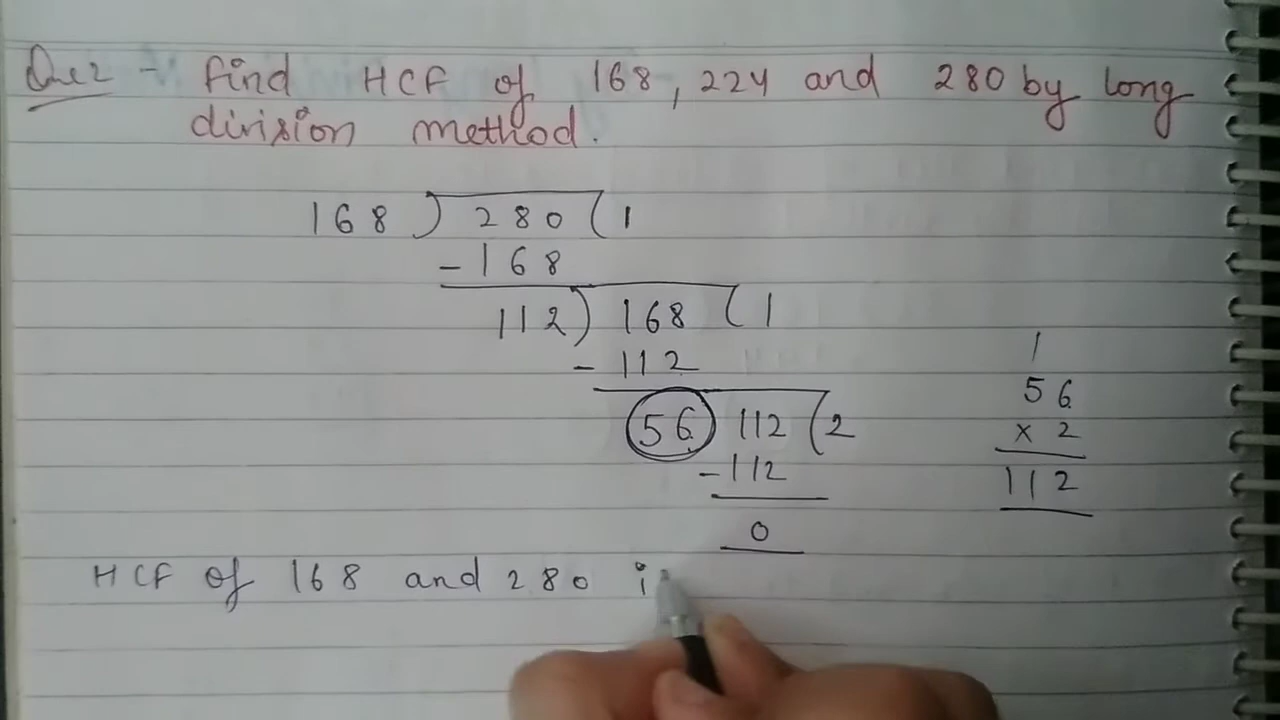 Que2 - Find HCF of 168, 224 and 280 by long
division method.
168 ) 280 ( 1
- 168
112 ) 168 ( 1
- 112
56 ) 112 ( 2
- 112
0
1
56
x 2
112
HCF of 168 and 280 i